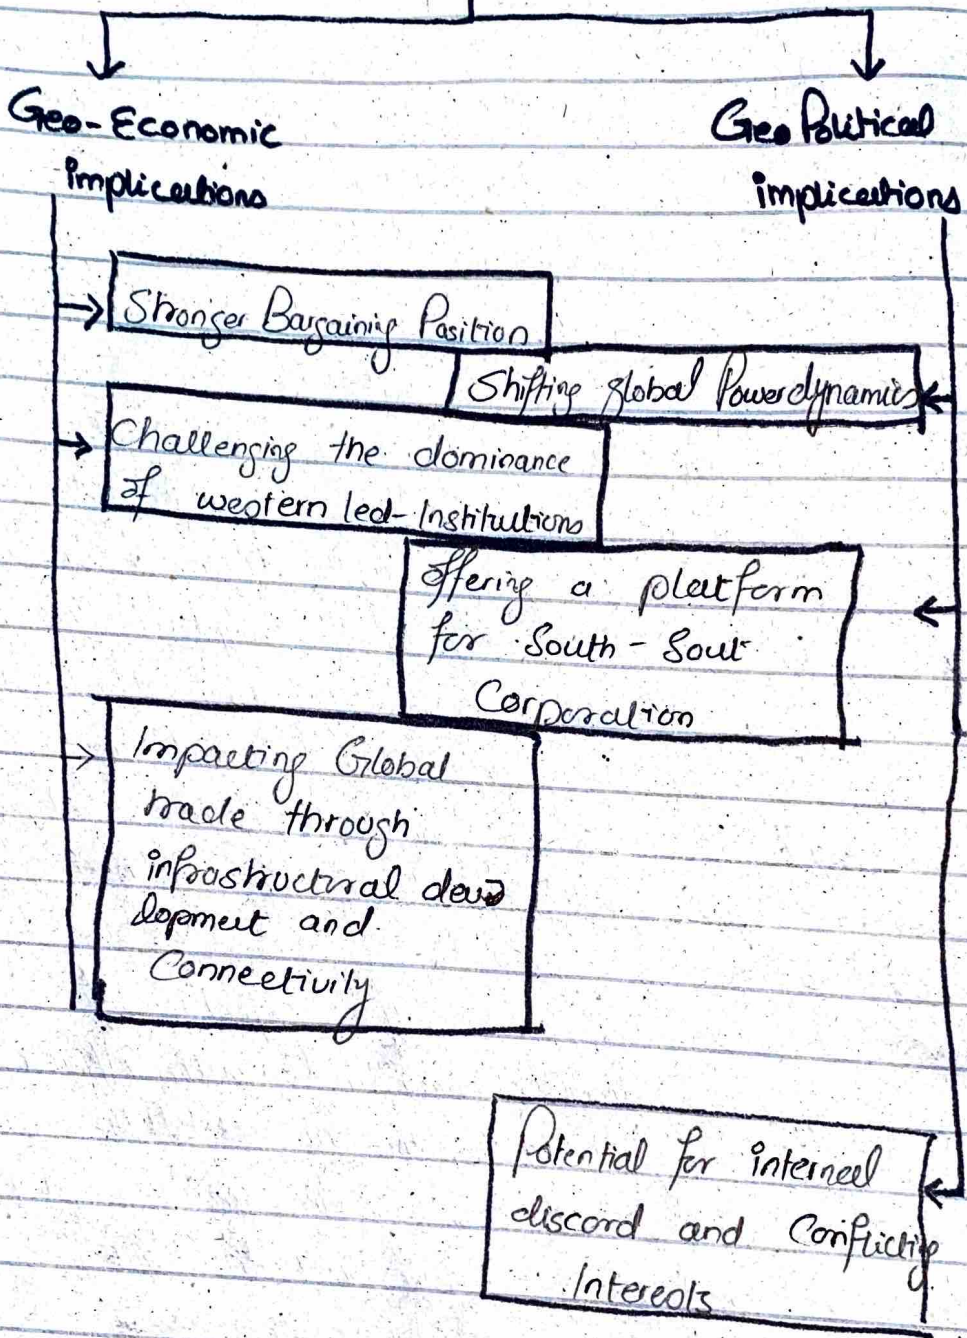 Geo-Economic
implications
Geo Political
implications
Stronger Bargaining Position
Shifting global Powerdynamics
Challenging the dominance
of western led-Institutions
offering a platform
for South-Sout
Corporation
Impacting Global
trade through
infrastructural deve
lopment and
Connectivity
Potential for internal
discord and Conflicting
Interests